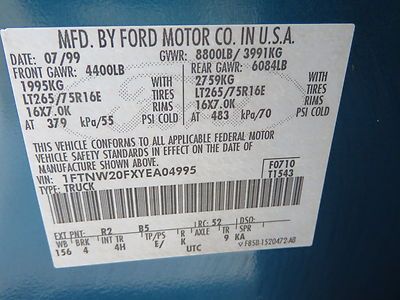 MFD. BY FORD MOTOR CO. IN U.S.A.
DATE: 07/99 GVWR: 8800LB/ 3991KG
FRONT GAWR: 4400LB REAR GAWR: 6084LB
1995KG WITH 2759KG WITH
LT265/75R16E TIRES LT265/75R16E TIRES
16X7.0K RIMS 16X7.0K RIMS
AT 379 kPa/55 PSI COLD AT 483 kPa/70 PSI COLD
THIS VEHICLE CONFORMS TO ALL APPLICABLE FEDERAL MOTOR
VEHICLE SAFETY STANDARDS IN EFFECT ON THE DATE OF
MANUFACTURE SHOWN ABOVE.
VIN: 1FTNW20FXYEA04995 F0710
TYPE: TRUCK T1543
EXT PNT: R2 B5 RC: 52 DSO:
WB BRK INT TR TP/PS R AXLE TR SPR
156 4 4H E/ K 9 KA
UTC
F85B-1520472-AB